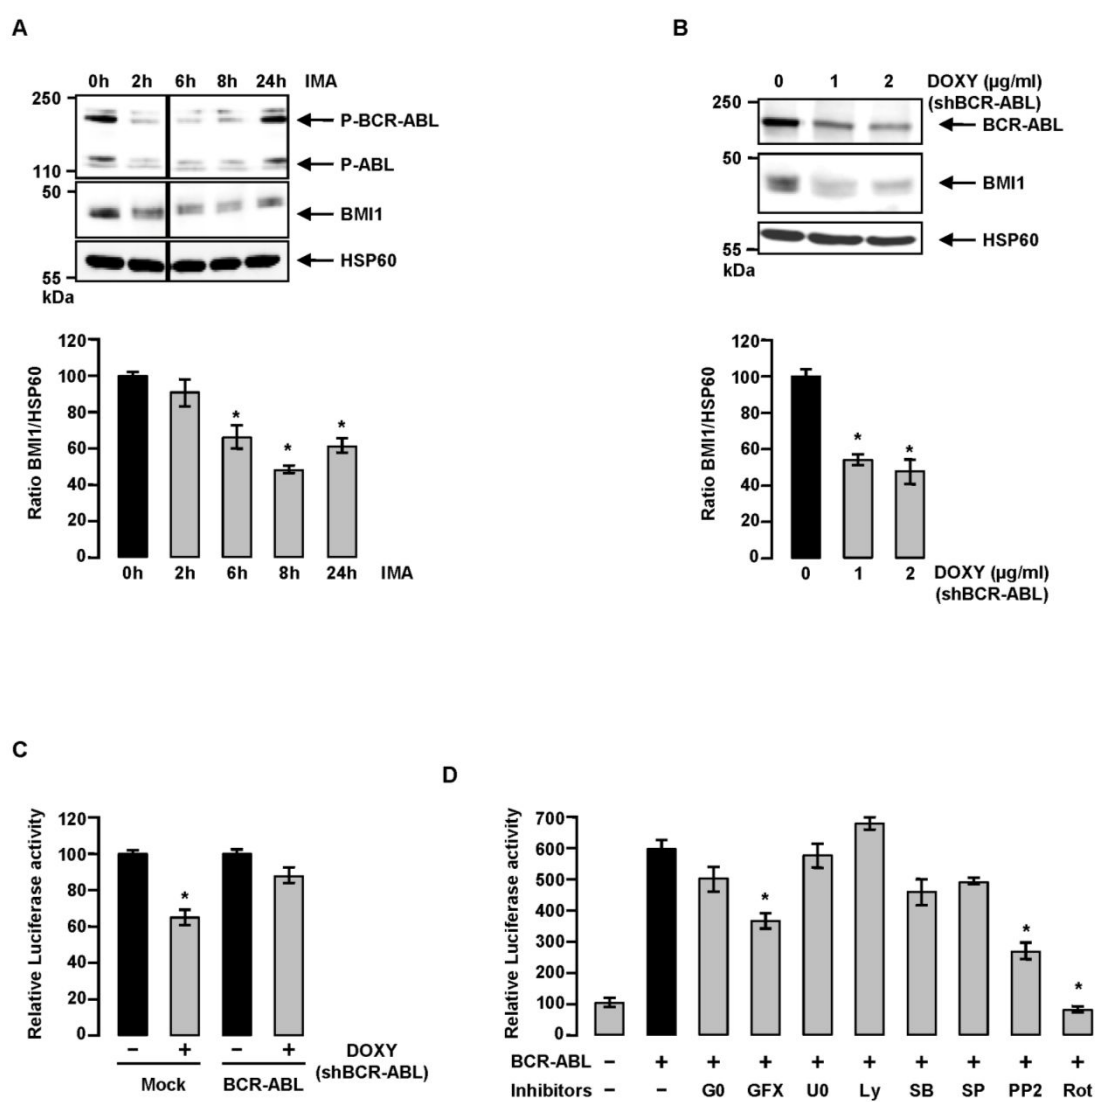 A
0h 2h 6h 8h 24h IMA
250
P-BCR-ABL
P-ABL
110
50
BMI1
HSP60
55
kDa
120
100
80
60
40
20
0
Ratio BMI1/HSP60
* * *
0h 2h 6h 8h 24h IMA
B
0 1 2 DOXY (µg/ml)
(shBCR-ABL)
250
BCR-ABL
50
BMI1
HSP60
55
kDa
120
100
80
60
40
20
0
Ratio BMI1/HSP60
* *
0 1 2 DOXY (µg/ml)
(shBCR-ABL)
C
120
100
80
60
40
20
0
Relative Luciferase activity
*
– + – + DOXY
(shBCR-ABL)
Mock BCR-ABL
D
700
600
500
400
300
200
100
0
Relative Luciferase activity
* * *
BCR-ABL – + + + + + + + + +
Inhibitors – – G0 GFX U0 Ly SB SP PP2 Rot